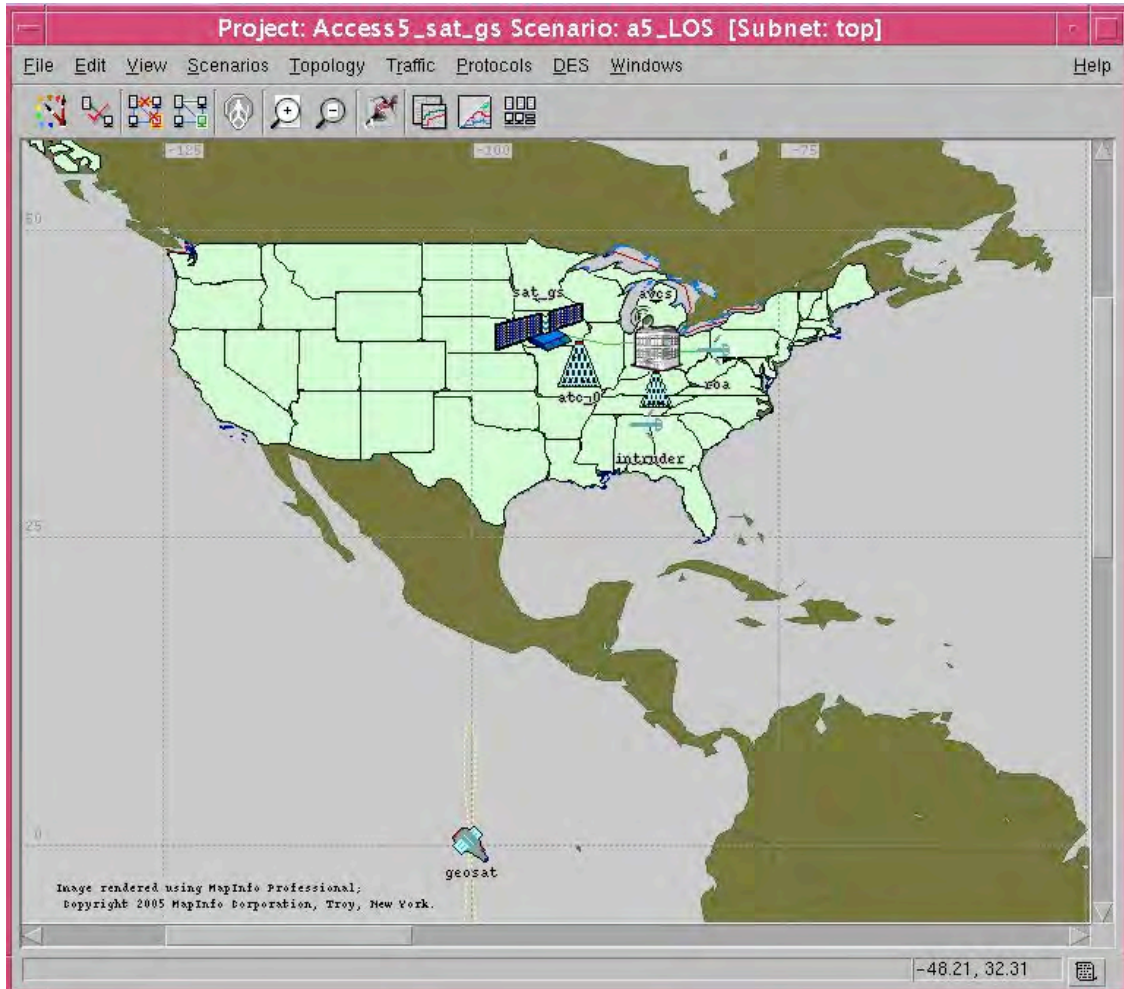 Project: Access5_sat_gs Scenario: a5_LOS [Subnet: top]
File Edit View Scenarios Topology Traffic Protocols DES Windows Help
-125 -100 -75
50
sat_gs avcs
roa
atc_0
intruder
25
0
geosat
Image rendered using MapInfo Professional;
Copyright 2005 MapInfo Corporation, Troy, New York.
-48.21, 32.31